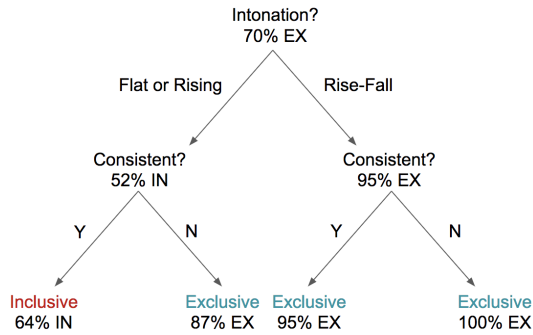 Intonation?
70% EX
Flat or Rising
Rise-Fall
Consistent?
52% IN
Consistent?
95% EX
Y
N
Y
N
Inclusive
64% IN
Exclusive
87% EX
Exclusive
95% EX
Exclusive
100% EX